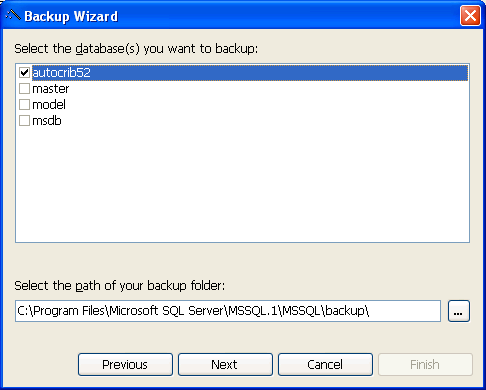 Backup Wizard
Select the database(s) you want to backup:
autocrib52
master
model
msdb
Select the path of your backup folder:
C:\Program Files\Microsoft SQL Server\MSSQL.1\MSSQL\backup\
...
Previous
Next
Cancel
Finish